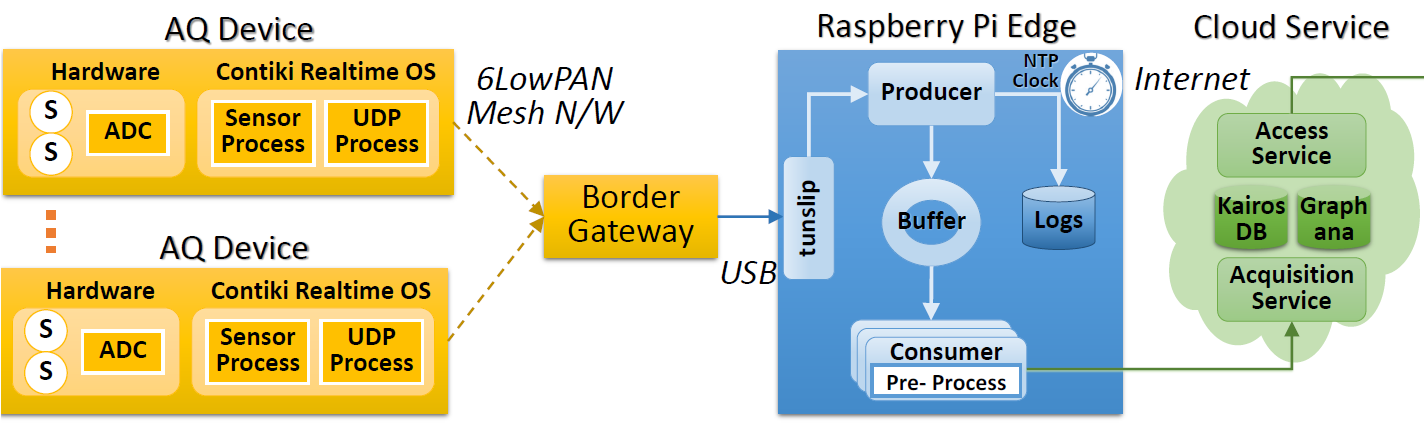 AQ Device
Hardware
Contiki Realtime OS
S
S
ADC
Sensor
Process
UDP
Process
AQ Device
Hardware
Contiki Realtime OS
S
S
ADC
Sensor
Process
UDP
Process
6LowPAN
Mesh N/W
Border
Gateway
USB
Raspberry Pi Edge
NTP
Clock
tunslip
Producer
Buffer
Logs
Consumer
Pre- Process
Internet
Cloud Service
Access
Service
Kairos
DB
Graph
ana
Acquisition
Service